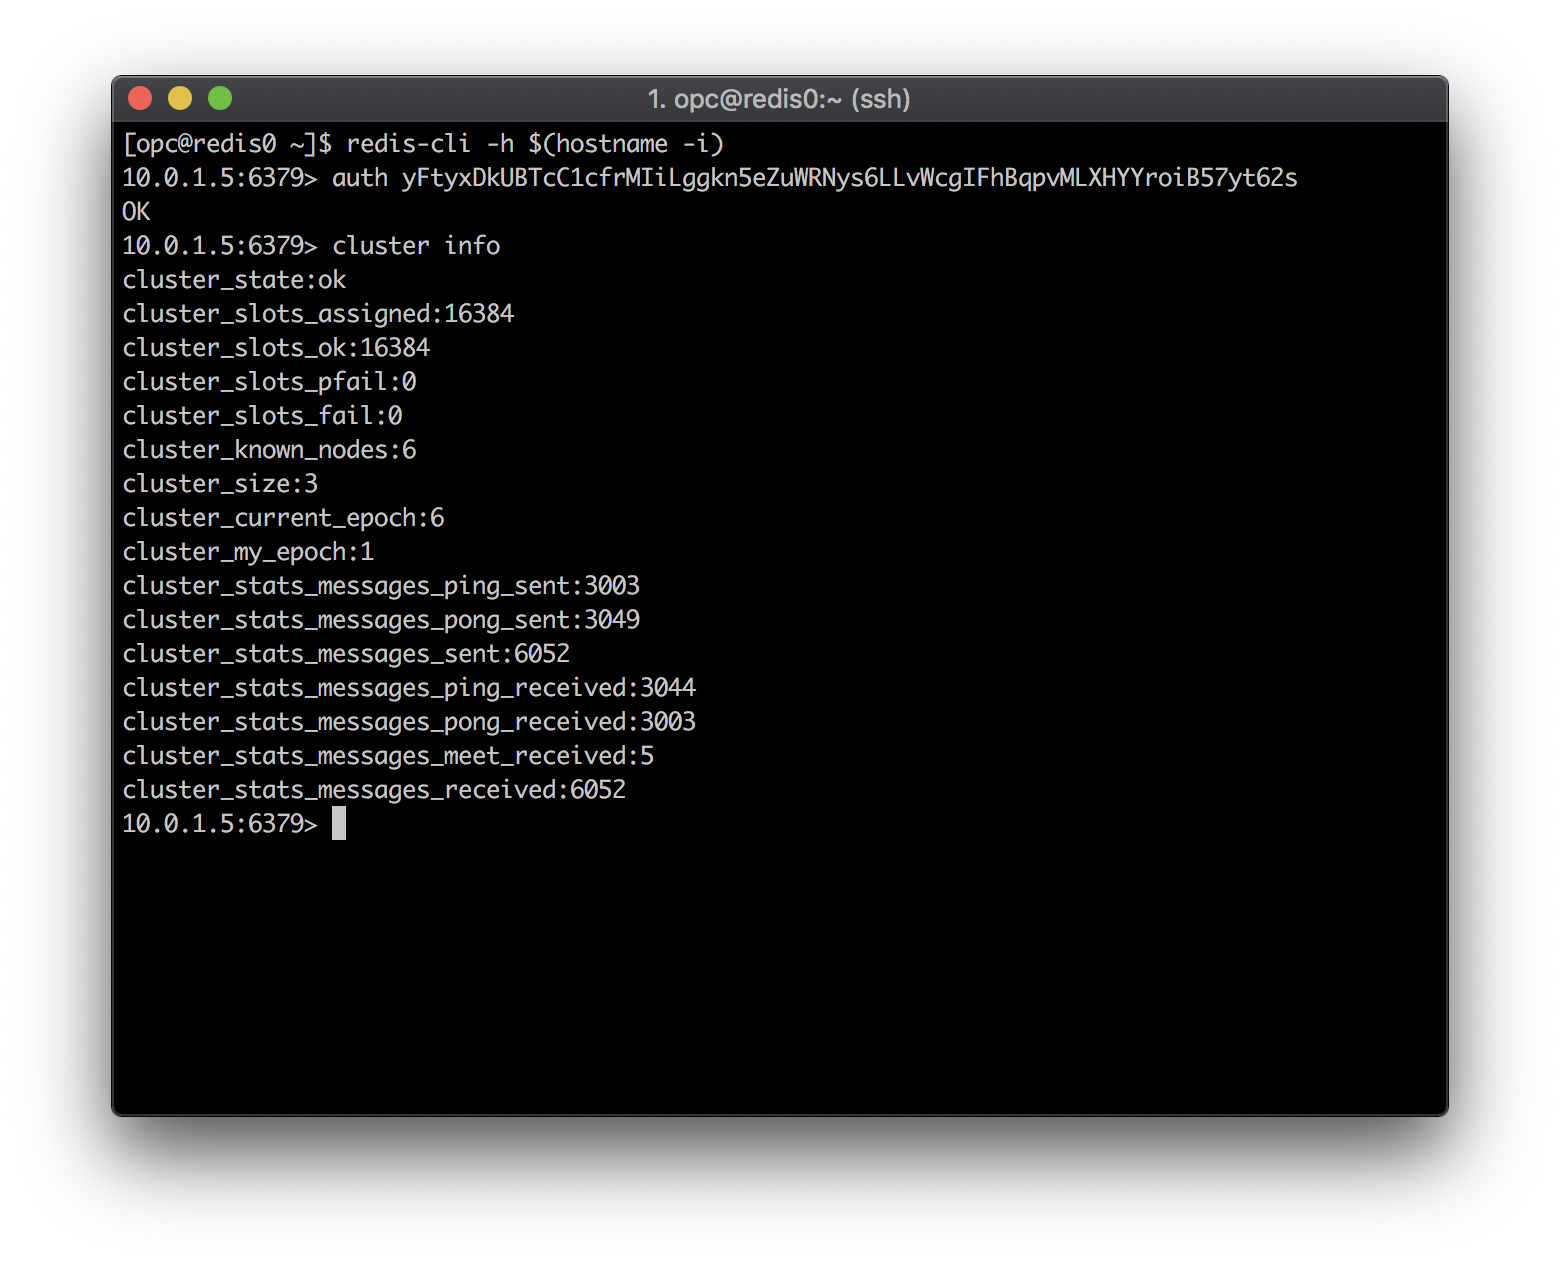 1. opc@redis0:~ (ssh)
[opc@redis0 ~]$ redis-cli -h $(hostname -i)
10.0.1.5:6379> auth yFtyxDkUBTcC1cfrMIiLggkn5eZuWRNys6LLvWcgIFhBqpvMLXHYYroiB57yt62s
OK
10.0.1.5:6379> cluster info
cluster_state:ok
cluster_slots_assigned:16384
cluster_slots_ok:16384
cluster_slots_pfail:0
cluster_slots_fail:0
cluster_known_nodes:6
cluster_size:3
cluster_current_epoch:6
cluster_my_epoch:1
cluster_stats_messages_ping_sent:3003
cluster_stats_messages_pong_sent:3049
cluster_stats_messages_sent:6052
cluster_stats_messages_ping_received:3044
cluster_stats_messages_pong_received:3003
cluster_stats_messages_meet_received:5
cluster_stats_messages_received:6052
10.0.1.5:6379>